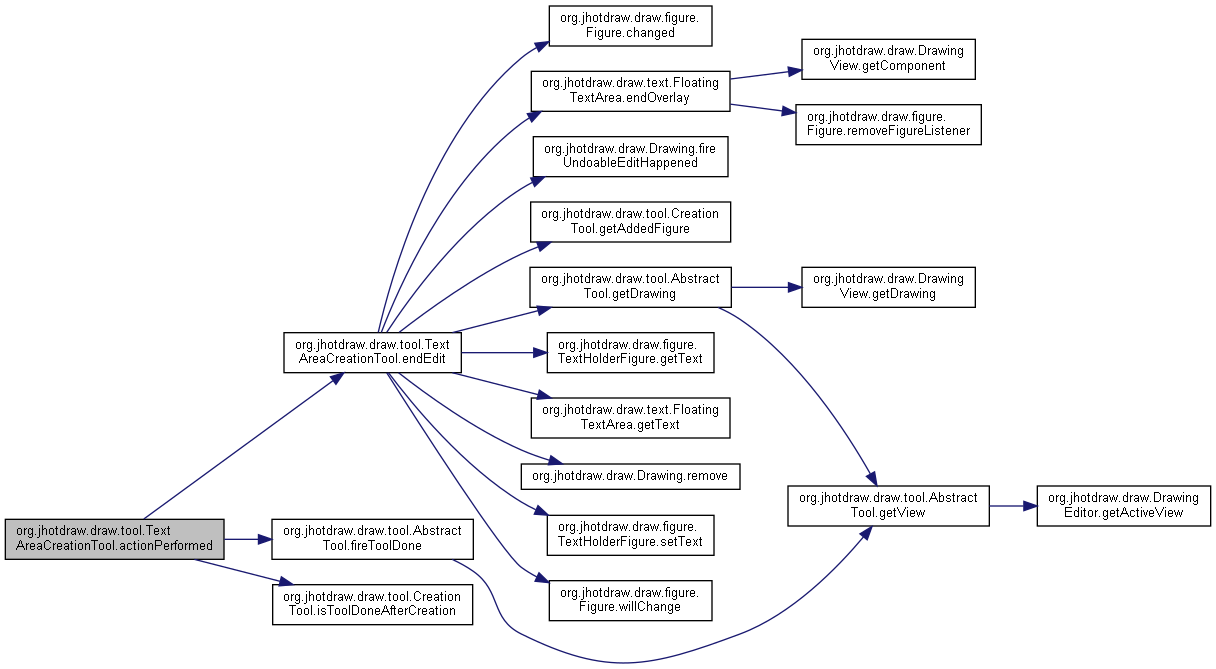 org.jhotdraw.draw.figure.
Figure.changed
org.jhotdraw.draw.Drawing
View.getComponent
org.jhotdraw.draw.text.Floating
TextArea.endOverlay
org.jhotdraw.draw.figure.
Figure.removeFigureListener
org.jhotdraw.draw.Drawing.fire
UndoableEditHappened
org.jhotdraw.draw.tool.Creation
Tool.getAddedFigure
org.jhotdraw.draw.tool.Abstract
Tool.getDrawing
org.jhotdraw.draw.Drawing
View.getDrawing
org.jhotdraw.draw.tool.Text
AreaCreationTool.endEdit
org.jhotdraw.draw.figure.
TextHolderFigure.getText
org.jhotdraw.draw.text.Floating
TextArea.getText
org.jhotdraw.draw.Drawing.remove
org.jhotdraw.draw.tool.Abstract
Tool.getView
org.jhotdraw.draw.Drawing
Editor.getActiveView
org.jhotdraw.draw.tool.Text
AreaCreationTool.actionPerformed
org.jhotdraw.draw.tool.Abstract
Tool.fireToolDone
org.jhotdraw.draw.figure.
TextHolderFigure.setText
org.jhotdraw.draw.tool.Creation
Tool.isToolDoneAfterCreation
org.jhotdraw.draw.figure.
Figure.willChange